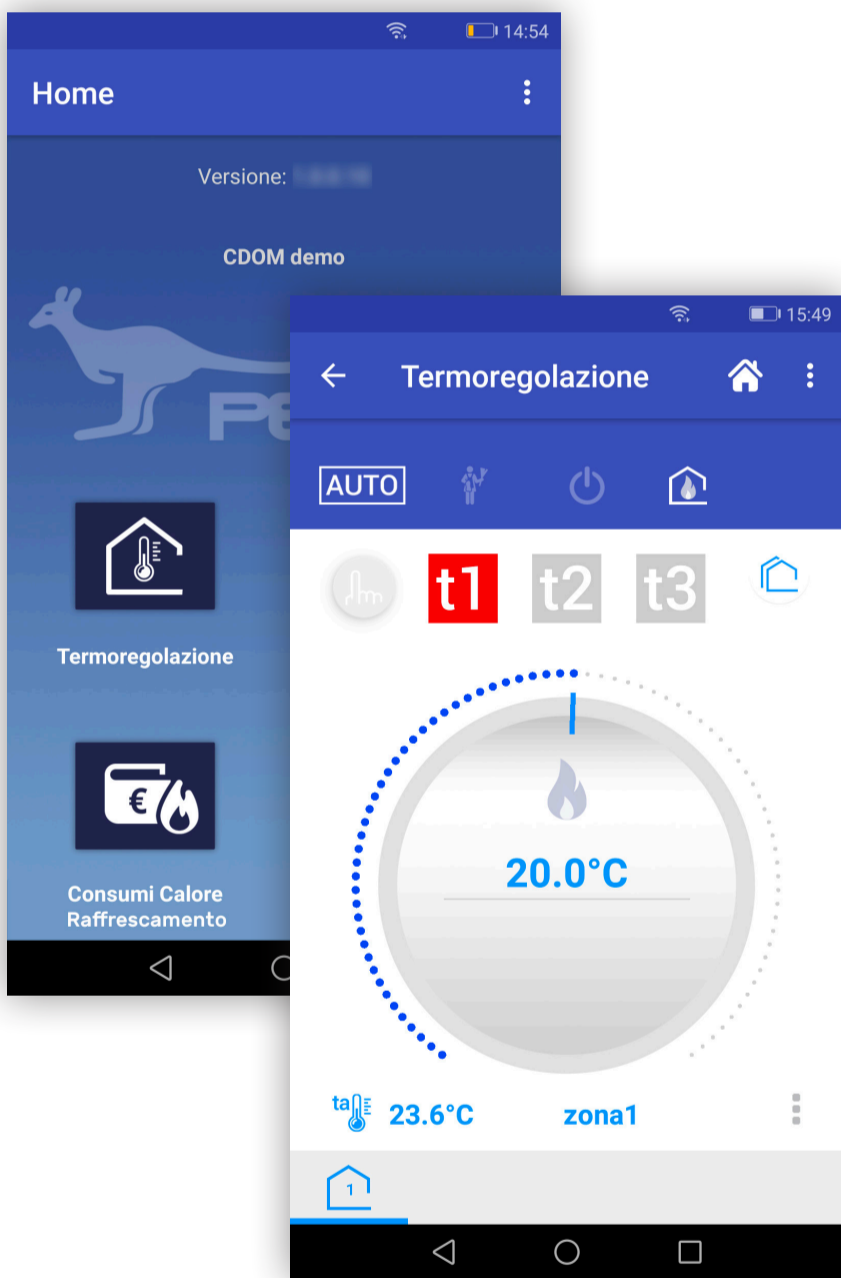 14:54
Home
Versione:
CDOM demo
15:49
Termoregolazione
AUTO
t1 t2 t3
Termoregolazione
€
20.0°C
Consumi Calore
Raffrescamento
ta 23.6°C zona1
1